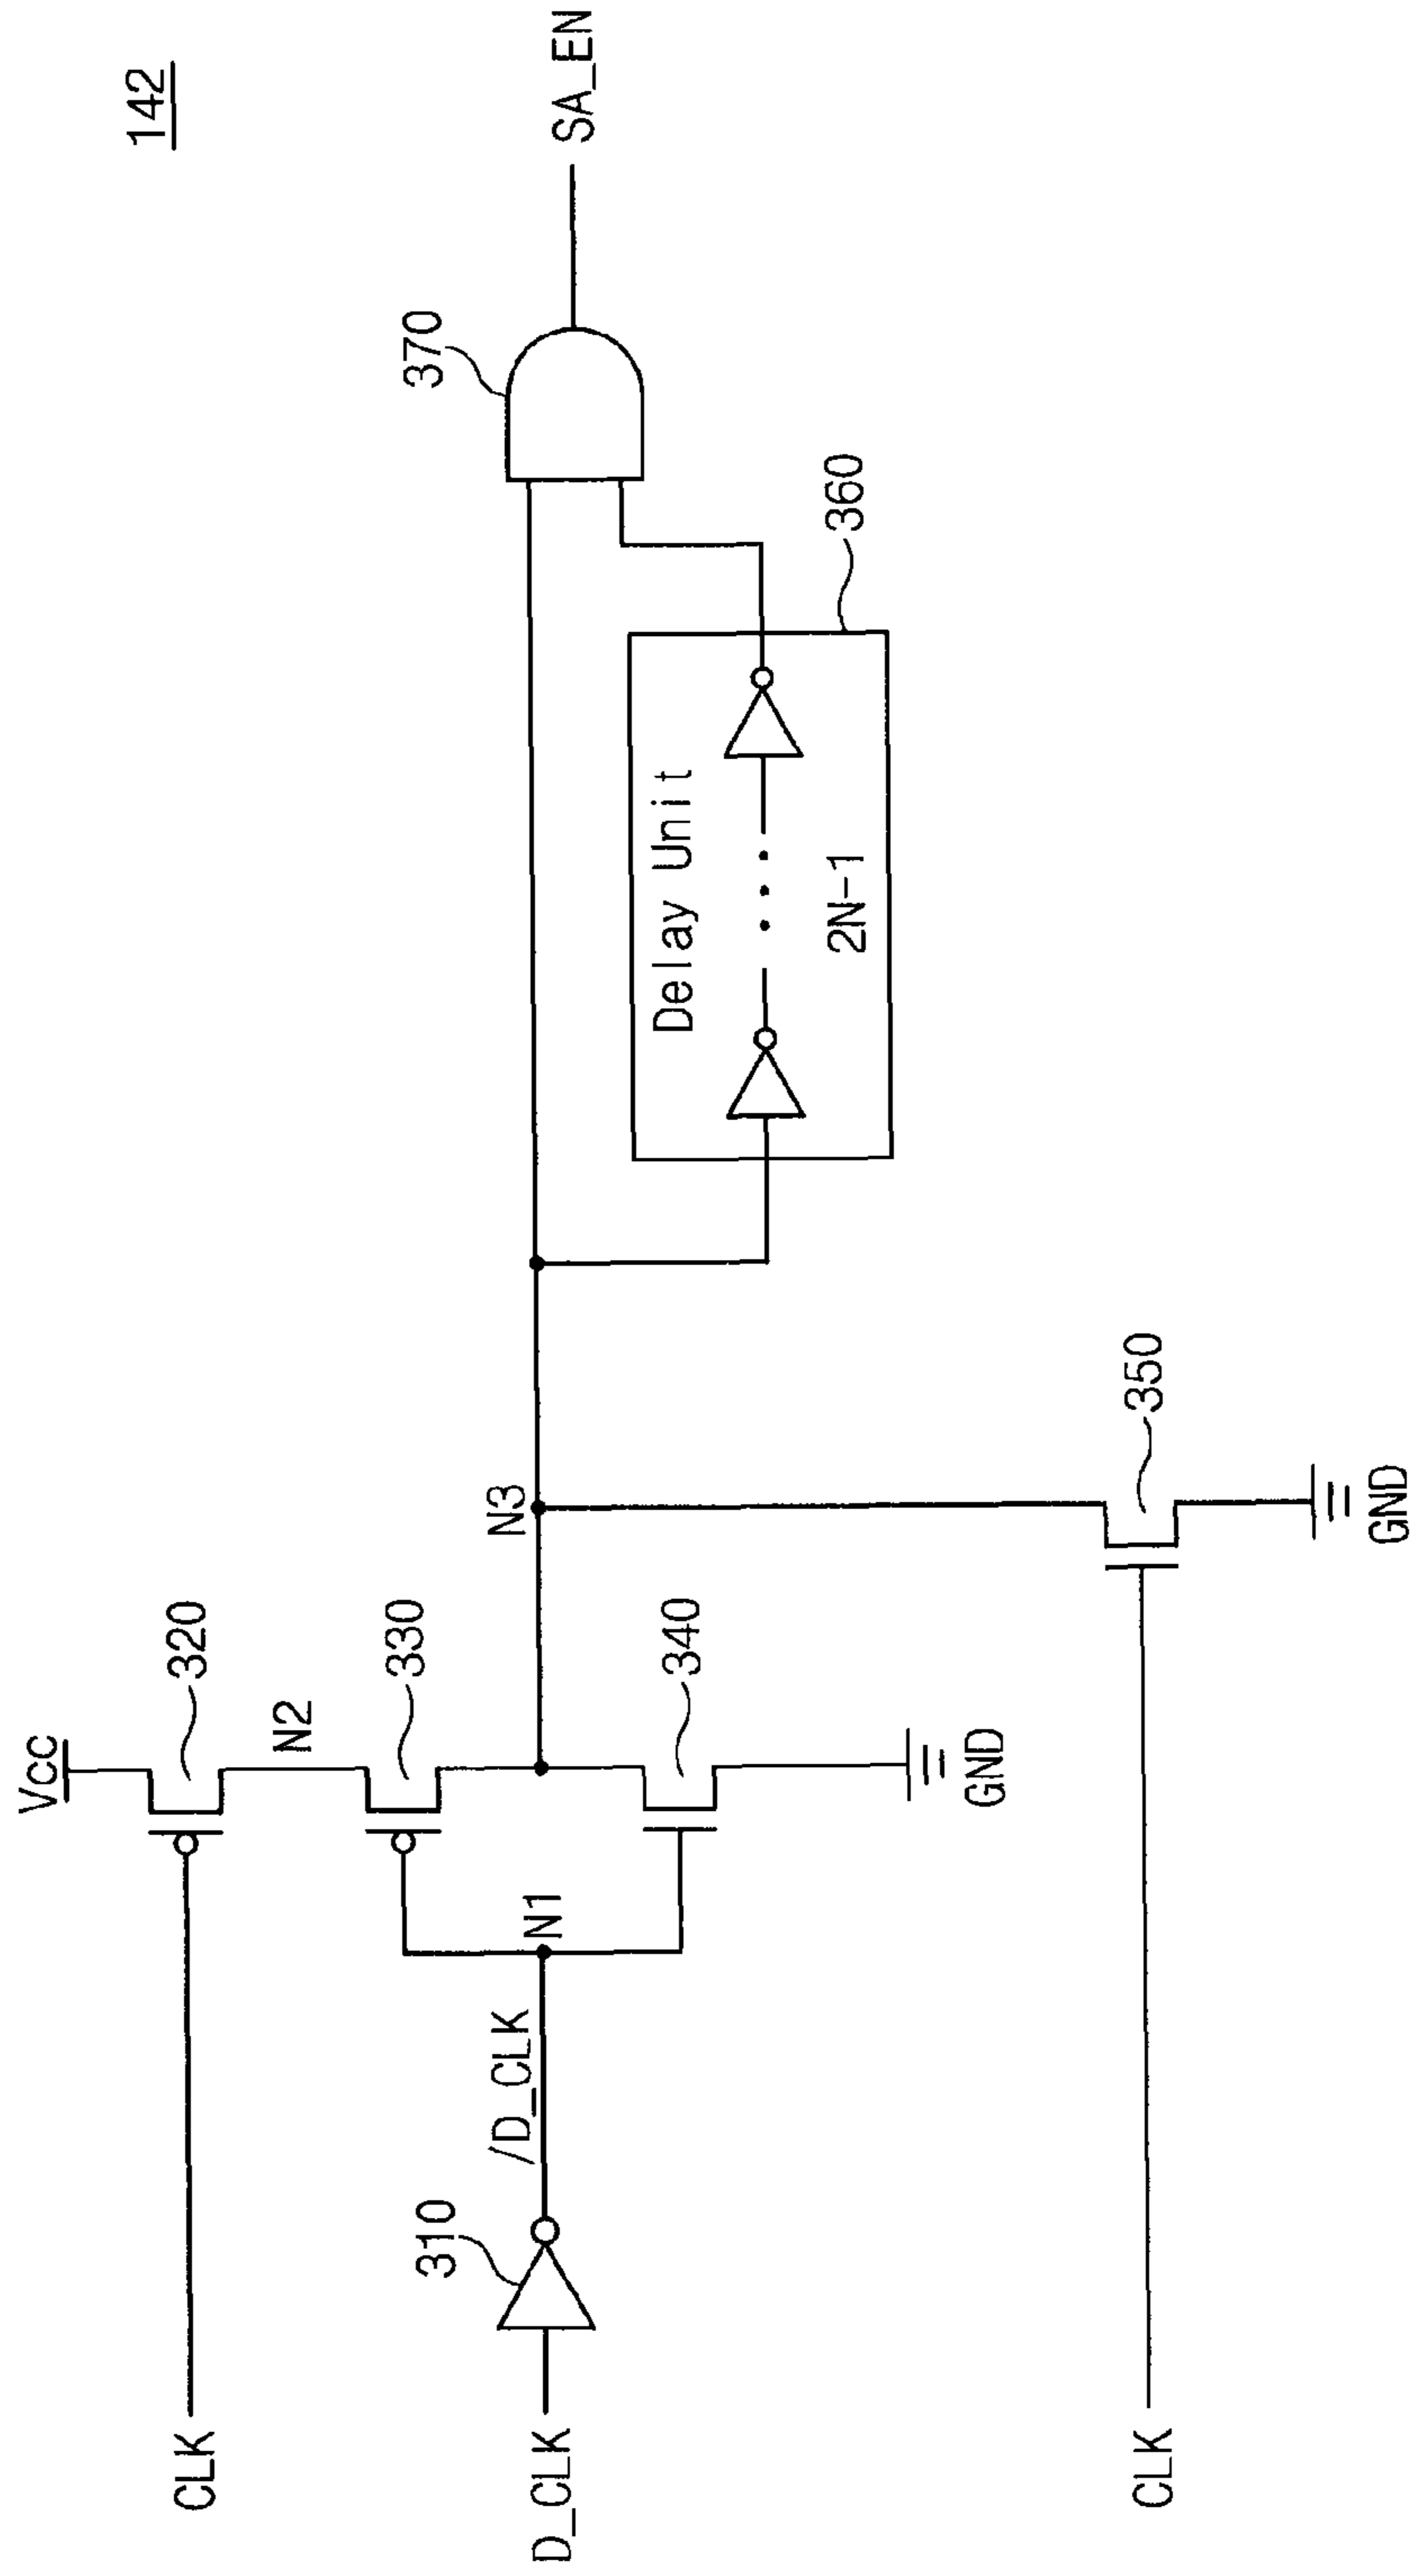 142
Vcc
CLK
320
N2
330
D_CLK
310
/D_CLK
N1
340
GND
N3
CLK
350
GND
Delay Unit
2N-1
360
370
SA_EN